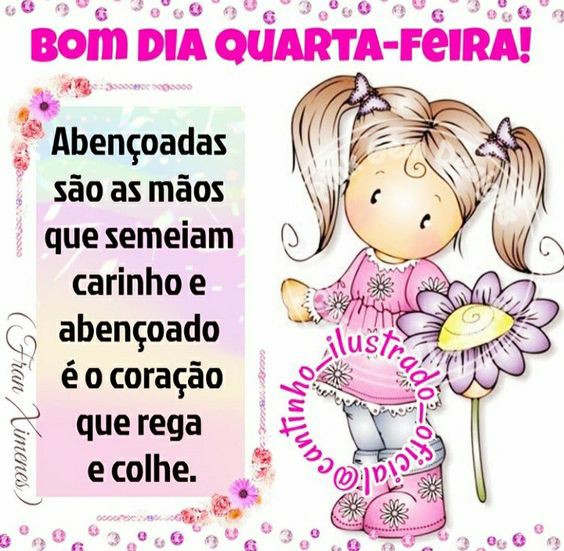 Bom Dia Quarta-Feira!
Abençoadas
são as mãos
que semeiam
carinho e
abençoado
é o coração
que rega
e colhe.
(Fran Ximenes)
@cantinho_ilustrado_oficial